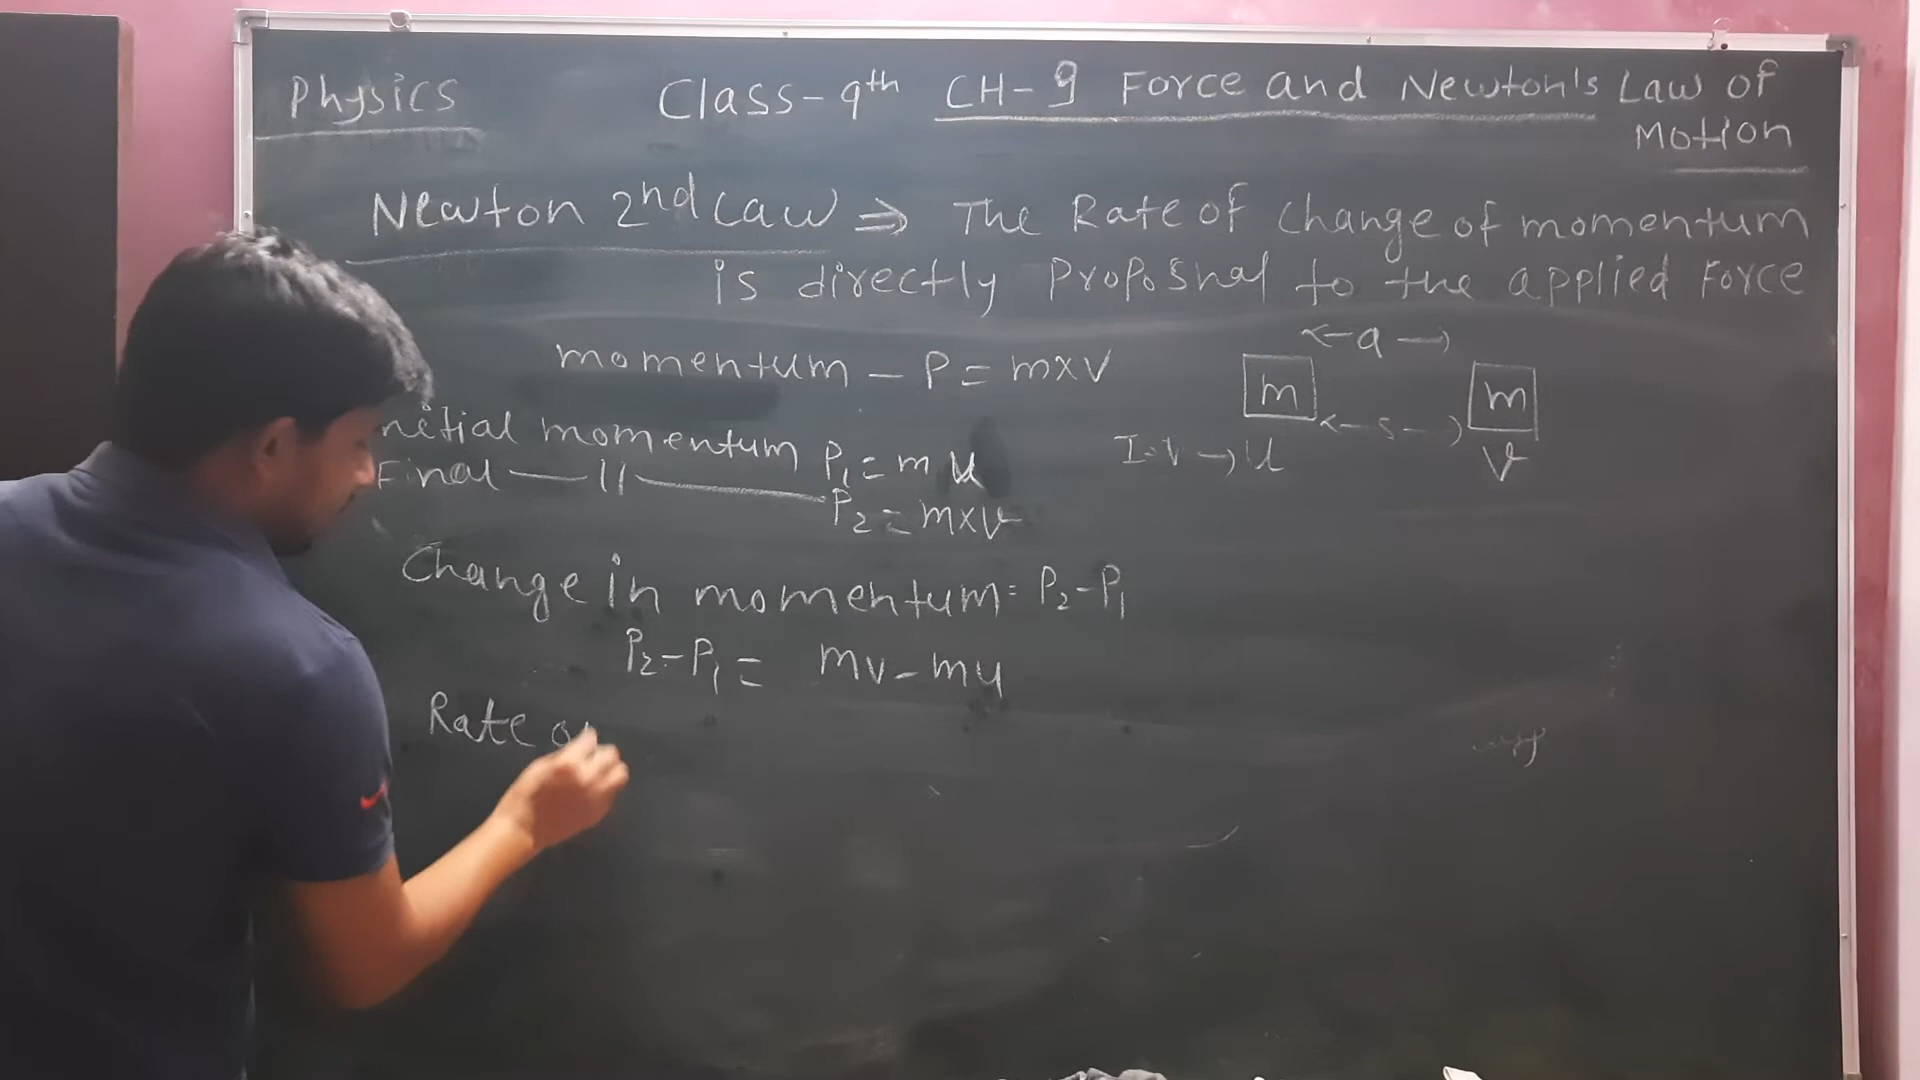 Physics Class-9th CH-9 Force and Newton's Law of
Motion
Newton 2nd Law ⇒ The Rate of change of momentum
is directly Proposnal to the applied Force
momentum – P = m×v
nitial momentum P1 = m u
Final —11— P2 = m×v
Change in momentum = P2-P1
P2-P1 = mv-mu
Rate o
←a→
m m
←s→
I.V → u v